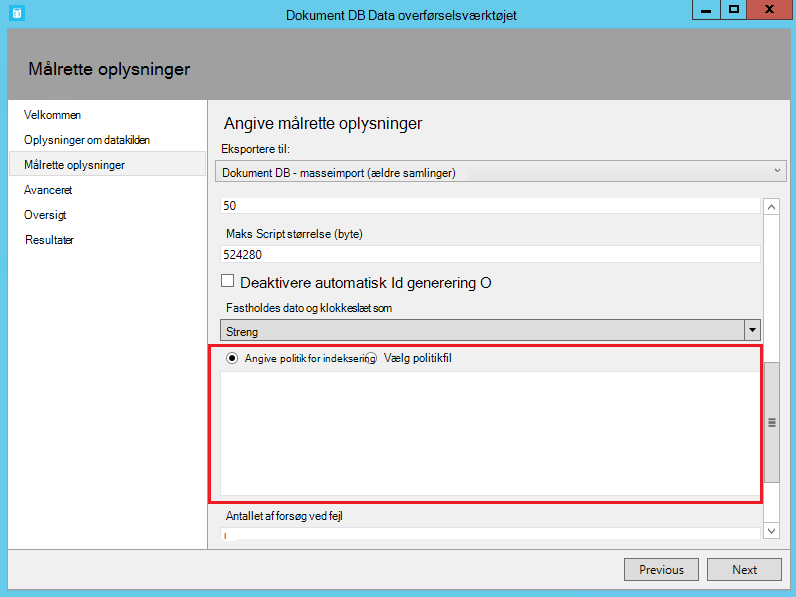 Dokument DB Data overførselsværktøjet
Målrette oplysninger
Velkommen
Oplysninger om datakilden
Målrette oplysninger
Avanceret
Oversigt
Resultater
Angive målrette oplysninger
Eksportere til:
Dokument DB - masseimport (ældre samlinger)
50
Maks Script størrelse (byte)
524280
Deaktivere automatisk Id generering O
Fastholdes dato og klokkeslæt som
Streng
Angive politik for indeksering Vælg politikfil
Antallet af forsøg ved fejl
Previous Next